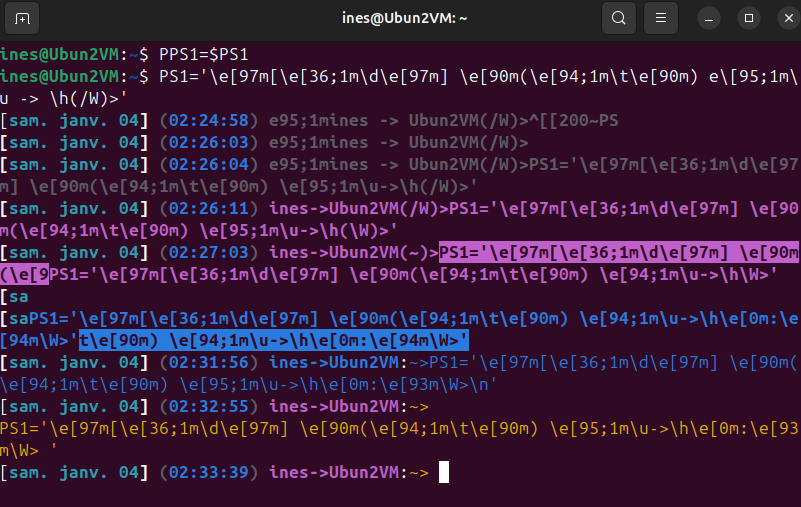 ines@Ubun2VM: ~
ines@Ubun2VM:~$ PPS1=$PS1
ines@Ubun2VM:~$ PS1='\e[97m[\e[36;1m\d\e[97m] \e[90m(\e[94;1m\t\e[90m) e\[95;1m\
u -> \h(/W)>'
[sam. janv. 04] (02:24:58) e95;1mines -> Ubun2VM(/W)>^[[200~PS
[sam. janv. 04] (02:26:03) e95;1mines -> Ubun2VM(/W)>
[sam. janv. 04] (02:26:04) e95;1mines -> Ubun2VM(/W)>PS1='\e[97m[\e[36;1m\d\e[97
m] \e[90m(\e[94;1m\t\e[90m) \e[95;1m\u->\h(/W)>'
[sam. janv. 04] (02:26:11) ines->Ubun2VM(/W)>PS1='\e[97m[\e[36;1m\d\e[97m] \e[90
m(\e[94;1m\t\e[90m) \e[95;1m\u->\h(\W)>'
[sam. janv. 04] (02:27:03) ines->Ubun2VM(~)>PS1='\e[97m[\e[36;1m\d\e[97m] \e[90m
(\e[9PS1='\e[97m[\e[36;1m\d\e[97m] \e[90m(\e[94;1m\t\e[90m) \e[94;1m\u->\h\W>'
[sa
[saPS1='\e[97m[\e[36;1m\d\e[97m] \e[90m(\e[94;1m\t\e[90m) \e[94;1m\u->\h\e[0m:\e
[94m\W>'t\e[90m) \e[94;1m\u->\h\e[0m:\e[94m\W>'
[sam. janv. 04] (02:31:56) ines->Ubun2VM:~>PS1='\e[97m[\e[36;1m\d\e[97m] \e[90m(
\e[94;1m\t\e[90m) \e[95;1m\u->\h\e[0m:\e[93m\W>\n'
[sam. janv. 04] (02:32:55) ines->Ubun2VM:~>
PS1='\e[97m[\e[36;1m\d\e[97m] \e[90m(\e[94;1m\t\e[90m) \e[95;1m\u->\h\e[0m:\e[93
m\W> '
[sam. janv. 04] (02:33:39) ines->Ubun2VM:~>